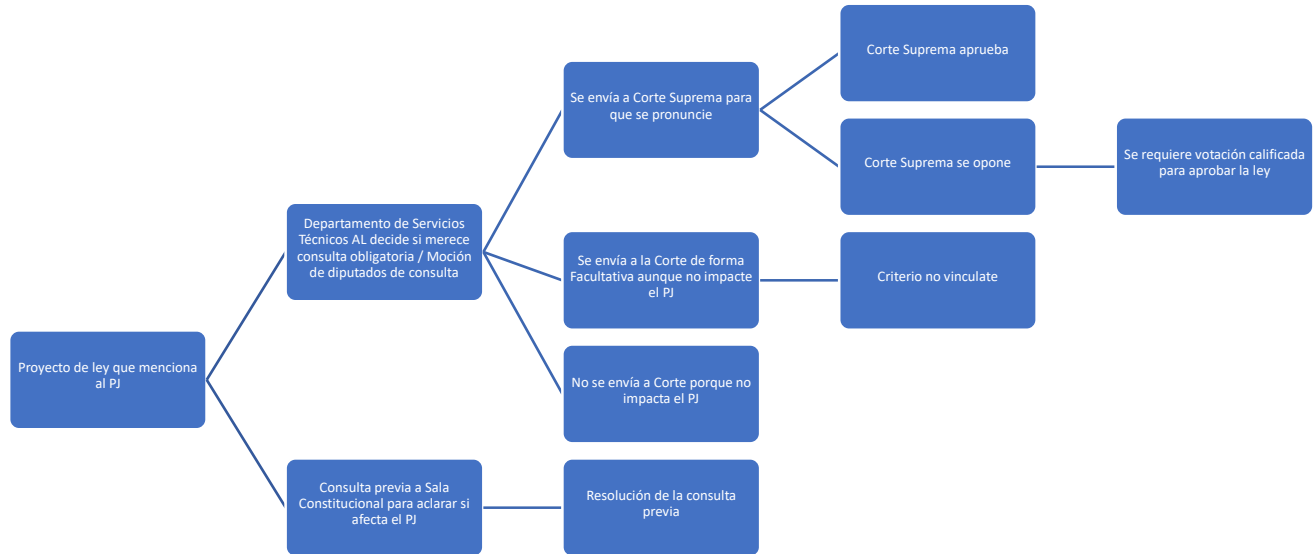 Proyecto de ley que menciona
al PJ
Departamento de Servicios
Técnicos AL decide si merece
consulta obligatoria / Moción
de diputados de consulta
Se envía a Corte Suprema para
que se pronuncie
Corte Suprema aprueba
Corte Suprema se opone
Se requiere votación calificada
para aprobar la ley
Se envía a la Corte de forma
Facultativa aunque no impacte
el PJ
Criterio no vinculate
No se envía a Corte porque no
impacta el PJ
Consulta previa a Sala
Constitucional para aclarar si
afecta el PJ
Resolución de la consulta
previa